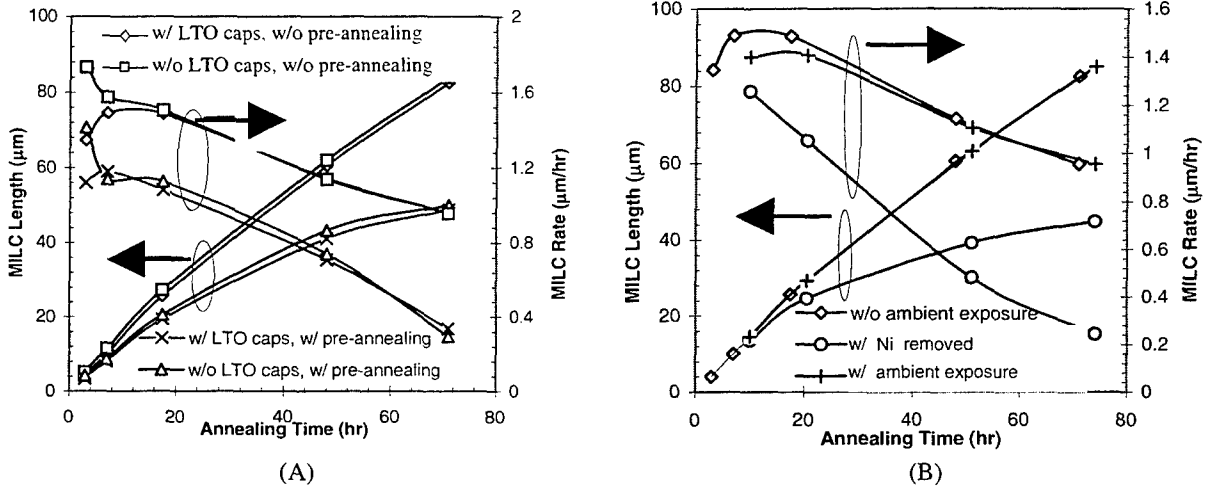 100
80
60
40
20
0
MILC Length (µm)
w/ LTO caps, w/o pre-annealing
w/o LTO caps, w/o pre-annealing
w/ LTO caps, w/ pre-annealing
w/o LTO caps, w/ pre-annealing
2
1.6
1.2
0.8
0.4
0
MILC Rate (µm/hr)
0 20 40 60 80
Annealing Time (hr)
(A)
100
80
60
40
20
0
MILC Length (µm)
w/o ambient exposure
w/ Ni removed
w/ ambient exposure
1.6
1.4
1.2
1
0.8
0.6
0.4
0.2
0
MILC Rate (µm/hr)
0 20 40 60 80
Annealing Time (hr)
(B)